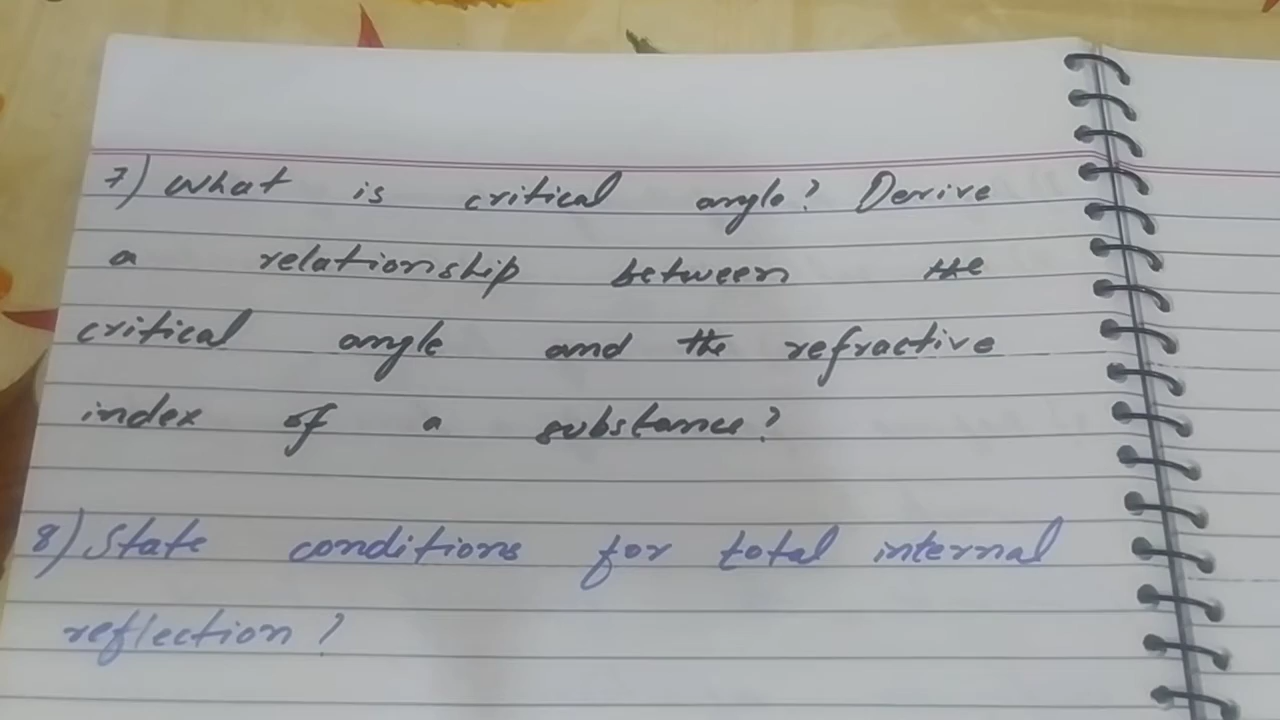 7) What is critical angle? Derive
a relationship between the
critical angle and the refractive
index of a substance?
8) State conditions for total internal
reflection?